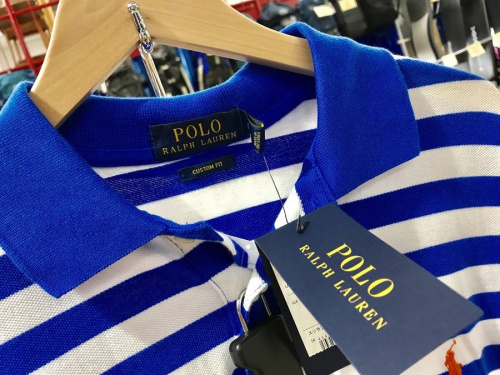 POLO
RALPH LAUREN
CUSTOM FIT
POLO
RALPH LAUREN